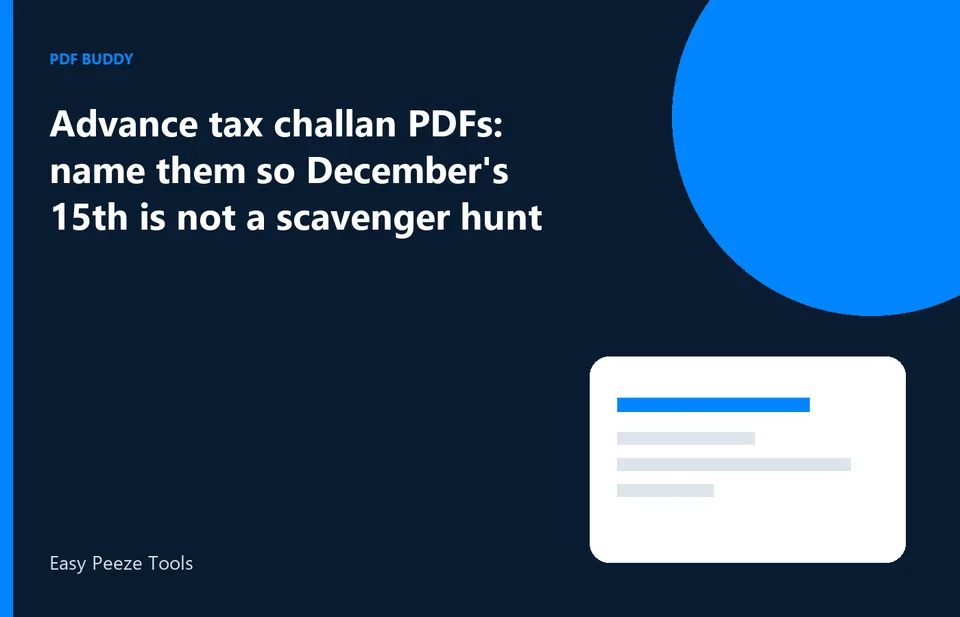 PDF BUDDY
Advance tax challan PDFs:
name them so December's
15th is not a scavenger hunt
Easy Peeze Tools